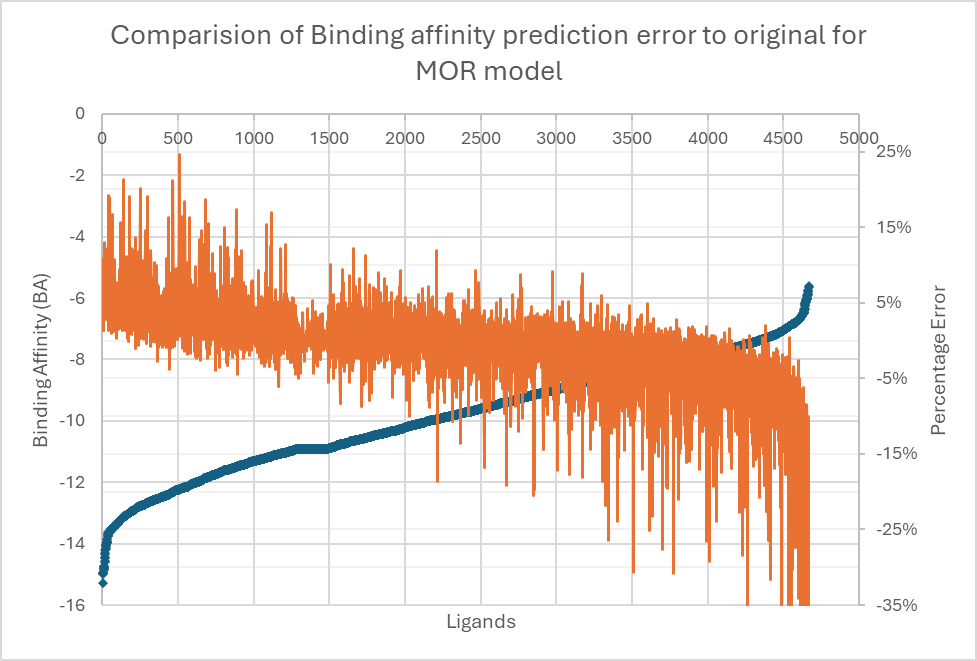 Comparision of Binding affinity prediction error to original for
MOR model
0
0 500 1000 1500 2000 2500 3000 3500 4000 4500 5000
25%
-2
15%
-4
-6
5%
-8
-5%
-10
-15%
-12
-25%
-14
-16
-35%
Binding Affinity (BA)
Percentage Error
Ligands